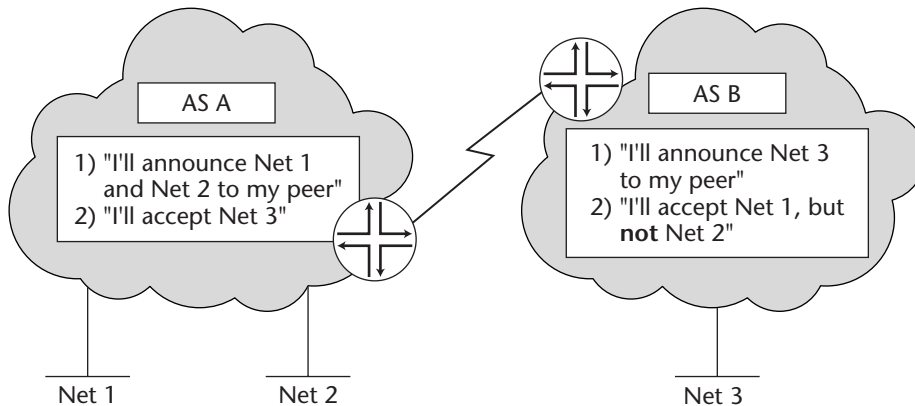 AS A
1) "I'll announce Net 1
and Net 2 to my peer"
2) "I'll accept Net 3"
AS B
1) "I'll announce Net 3
to my peer"
2) "I'll accept Net 1, but
not Net 2"
Net 1
Net 2
Net 3